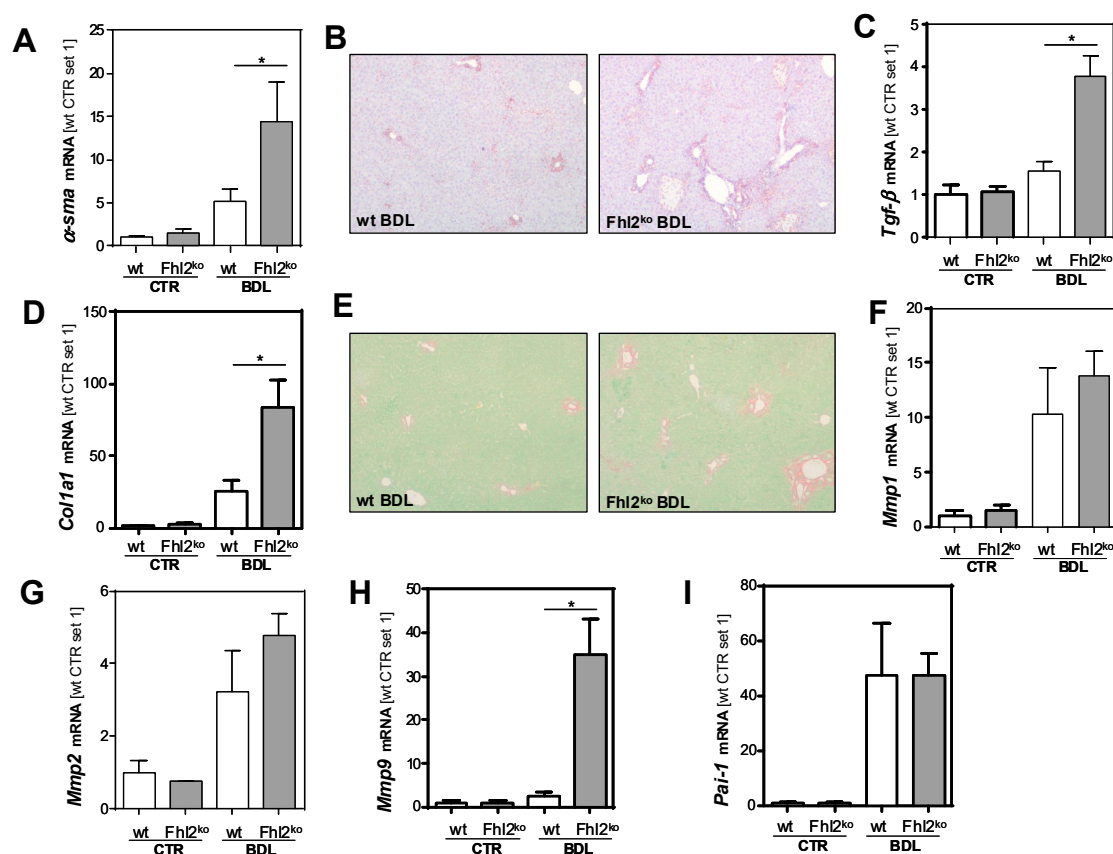 A
α-sma mRNA [wt CTR set 1]
25
20
15
10
5
0
*
wt Fhl2ko wt Fhl2ko
CTR BDL
B
wt BDL
Fhl2ko BDL
C
Tgf-β mRNA [wt CTR set 1]
5
4
3
2
1
0
*
wt Fhl2ko wt Fhl2ko
CTR BDL
D
Col1a1 mRNA [wt CTR set 1]
150
100
50
0
*
wt Fhl2ko wt Fhl2ko
CTR BDL
E
wt BDL
Fhl2ko BDL
F
Mmp1 mRNA [wt CTR set 1]
20
15
10
5
0
wt Fhl2ko wt Fhl2ko
CTR BDL
G
Mmp2 mRNA [wt CTR set 1]
6
4
2
0
wt Fhl2ko wt Fhl2ko
CTR BDL
H
Mmp9 mRNA [wt CTR set 1]
50
40
30
20
10
0
*
wt Fhl2ko wt Fhl2ko
CTR BDL
I
Pai-1 mRNA [wt CTR set 1]
80
60
40
20
0
wt Fhl2ko wt Fhl2ko
CTR BDL